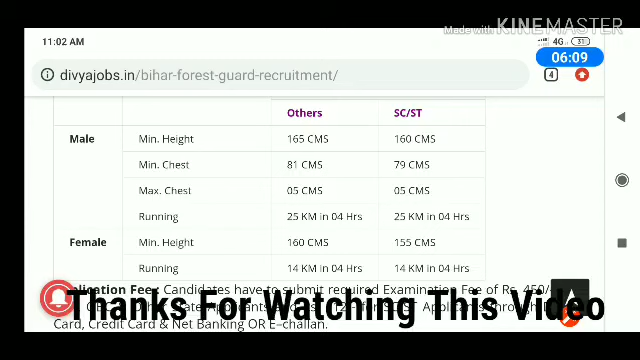 Made with KINEMASTER
11:02 AM 4G 31
06:09
divyajobs.in/bihar-forest-guard-recruitment/ 4
Others SC/ST
Male Min. Height 165 CMS 160 CMS
Min. Chest 81 CMS 79 CMS
Max. Chest 05 CMS 05 CMS
Running 25 KM in 04 Hrs 25 KM in 04 Hrs
Female Min. Height 160 CMS 155 CMS
Running 14 KM in 04 Hrs 14 KM in 04 Hrs
Fee: Candidates have to submit required Examination Fee of Rs. 450/-
Thanks For Watching This Video
Card, Credit Card & Net Banking OR E-challan.